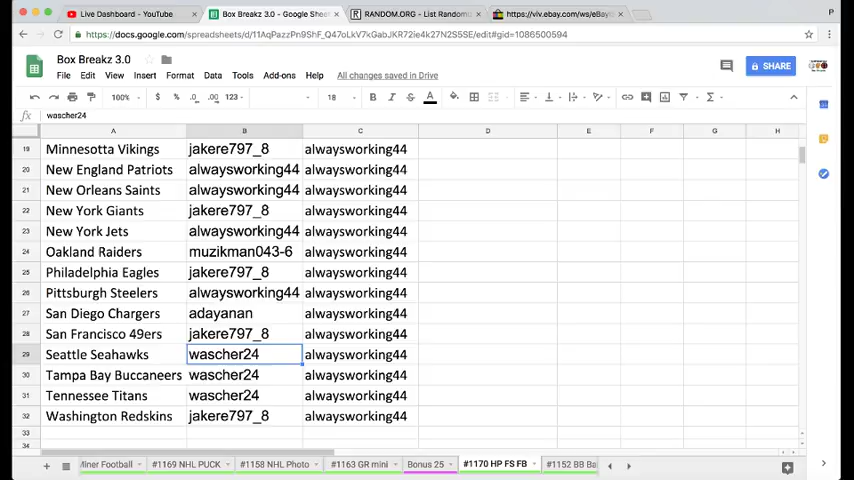 Live Dashboard - YouTube
Box Breakz 3.0 - Google Shee
RANDOM.ORG - List Randomi
https://viv.ebay.com/ws/eBayI
P
https://docs.google.com/spreadsheets/d/11AqPazzPn9ShF_Q47oLkV7kGabJKR72ie4k27N2S5SE/edit#gid=1086500594
Box Breakz 3.0
File Edit View Insert Format Data Tools Add-ons Help All changes saved in Drive
SHARE
100% $ % .0 .00 123 18 B I S A
fx wascher24
A B C D E F G H
19 Minnesotta Vikings jakere797_8 alwaysworking44
20 New England Patriots alwaysworking44 alwaysworking44
21 New Orleans Saints alwaysworking44 alwaysworking44
22 New York Giants jakere797_8 alwaysworking44
23 New York Jets alwaysworking44 alwaysworking44
24 Oakland Raiders muzikman043-6 alwaysworking44
25 Philadelphia Eagles jakere797_8 alwaysworking44
26 Pittsburgh Steelers alwaysworking44 alwaysworking44
27 San Diego Chargers adayanan alwaysworking44
28 San Francisco 49ers jakere797_8 alwaysworking44
29 Seattle Seahawks wascher24 alwaysworking44
30 Tampa Bay Buccaneers wascher24 alwaysworking44
31 Tennessee Titans wascher24 alwaysworking44
32 Washington Redskins jakere797_8 alwaysworking44
33
34
Football #1169 NHL PUCK #1158 NHL Photo #1163 GR mini Bonus 25 #1170 HP FS FB #1152 BB Ba